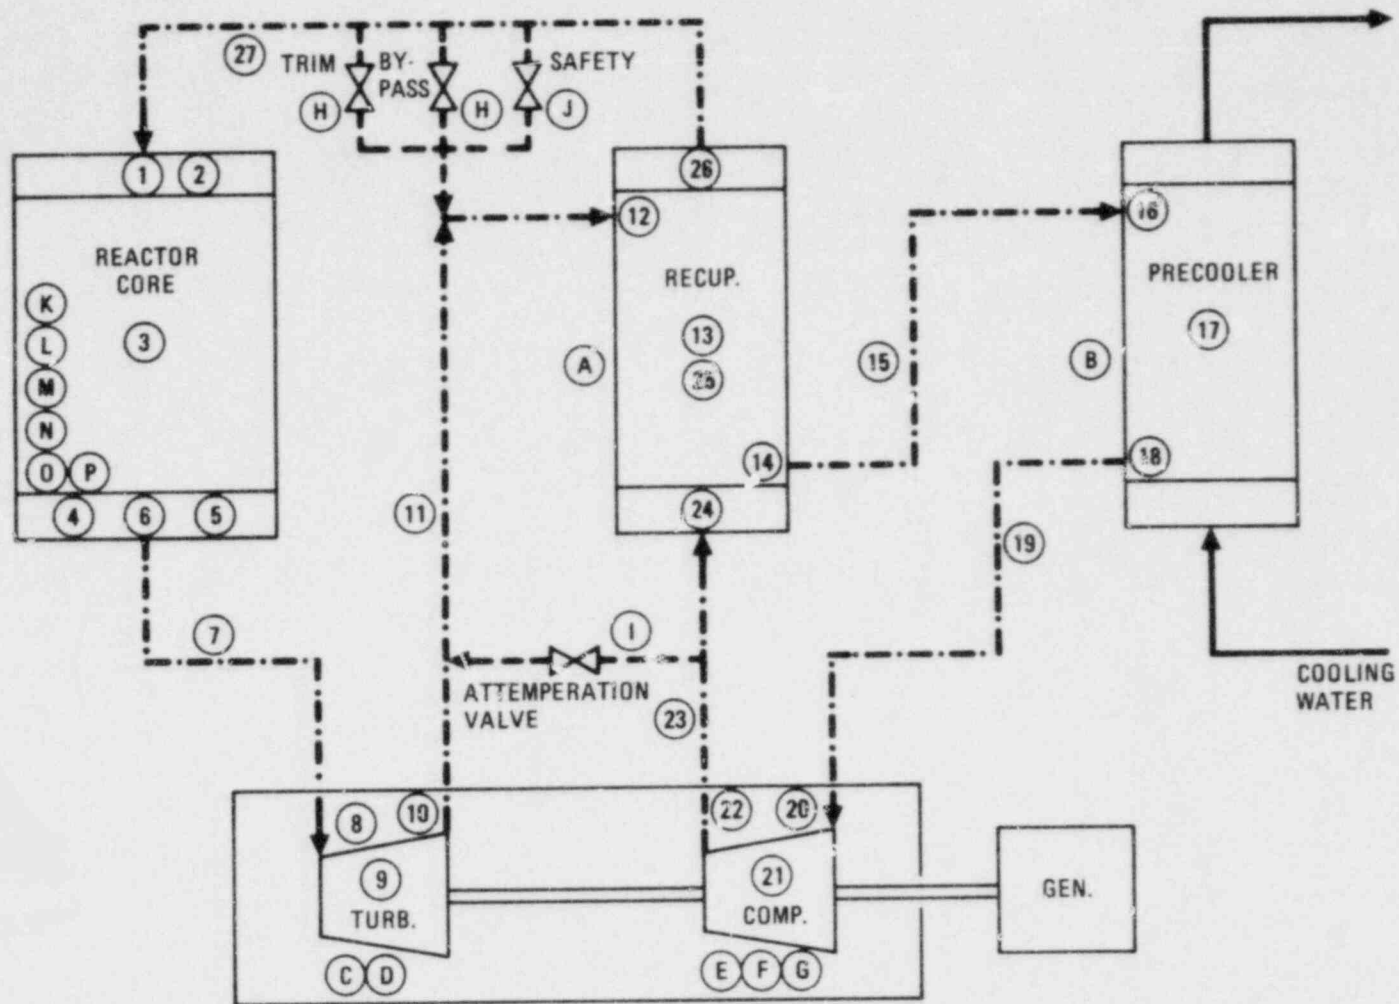 27
TRIM
BY-
PASS
SAFETY
H
H
J
1
2
26
12
16
REACTOR
CORE
RECUP.
PRECOOLER
K
L
M
N
O
P
3
13
25
A
15
B
17
14
18
4
6
5
24
11
19
7
I
ATTEMPERATION
VALVE
23
COOLING
WATER
8
10
22
20
9
TURB.
21
COMP.
GEN.
C
D
E
F
G